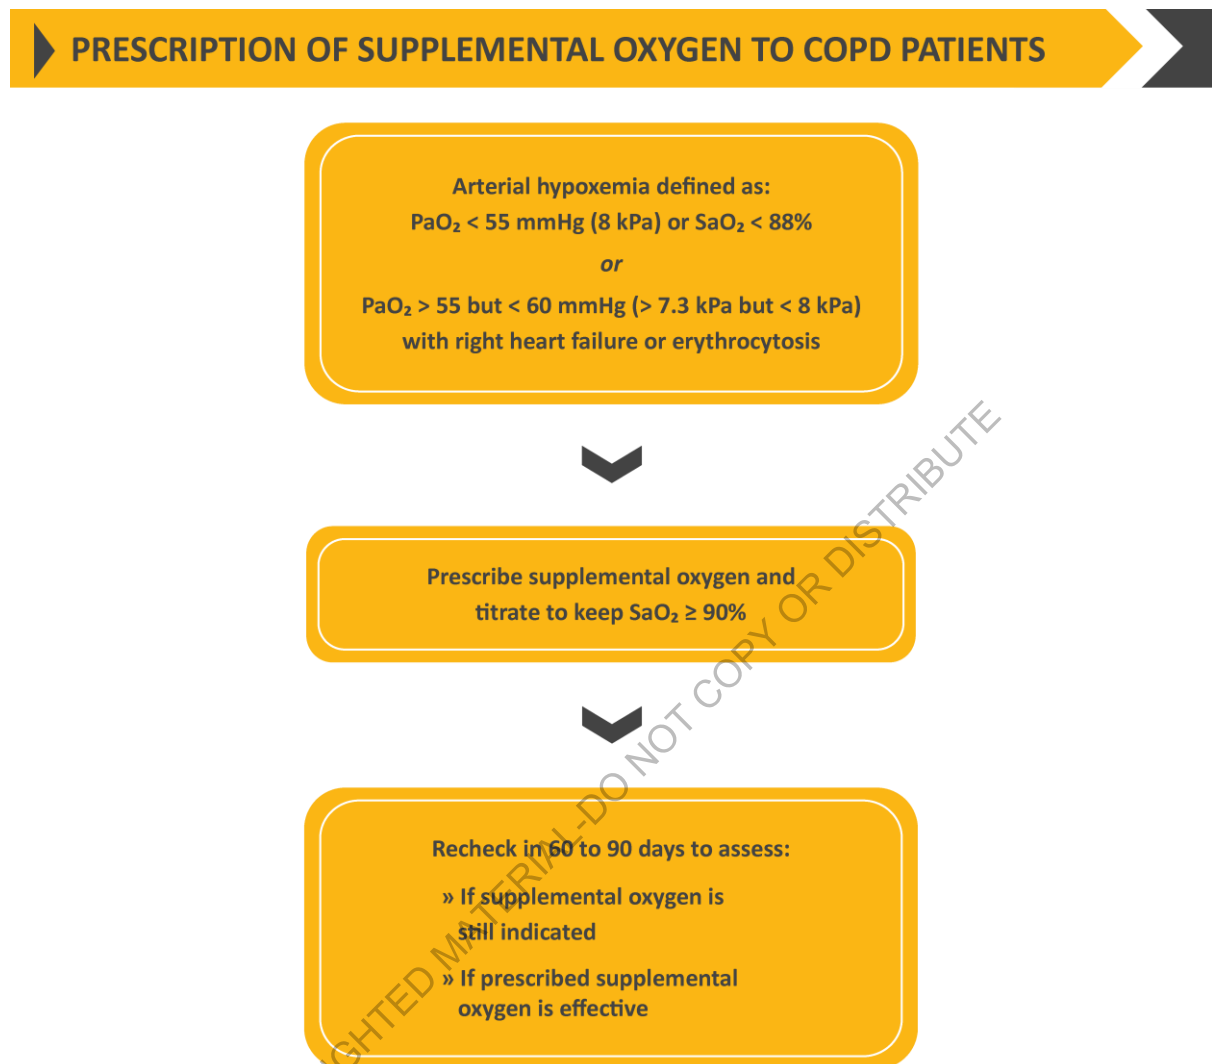 PRESCRIPTION OF SUPPLEMENTAL OXYGEN TO COPD PATIENTS
Arterial hypoxemia defined as:
PaO₂ < 55 mmHg (8 kPa) or SaO₂ < 88%
or
PaO₂ > 55 but < 60 mmHg (> 7.3 kPa but < 8 kPa)
with right heart failure or erythrocytosis
Prescribe supplemental oxygen and
titrate to keep SaO₂ ≥ 90%
Recheck in 60 to 90 days to assess:
» If supplemental oxygen is
still indicated
» If prescribed supplemental
oxygen is effective
MATERIAL-DO NOT COPY OR DISTRIBUTE